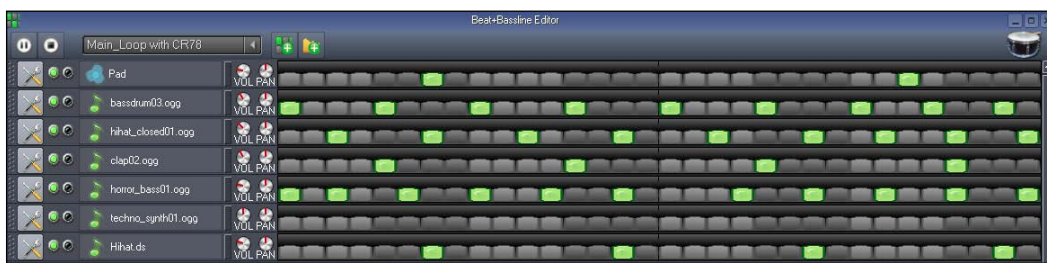 Beat+Bassline Editor
Main_Loop with CR78
Pad VOL PAN
bassdrum03.ogg VOL PAN
hihat_closed01.ogg VOL PAN
clap02.ogg VOL PAN
horror_bass01.ogg VOL PAN
techno_synth01.ogg VOL PAN
Hihat.ds VOL PAN